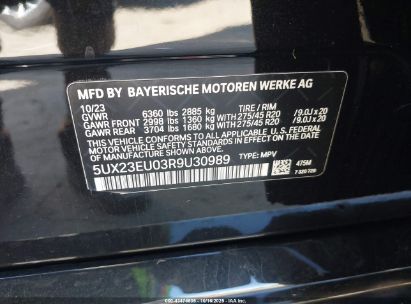 MFD BY BAYERISCHE MOTOREN WERKE AG
10/23
GVWR 6360 lbs 2885 kg TIRE / RIM
GAWR FRONT 2998 lbs 1360 kg 275/45 R20 /9.0J x 20
GAWR REAR 3704 lbs 1680 kg 275/45 R20 /9.0J x 20
THIS VEHICLE CONFORMS TO ALL APPLICABLE U.S. FEDERAL
MOTOR VEHICLE SAFETY STANDARDS IN EFFECT ON THE
DATE OF MANUFACTURE SHOWN ABOVE.
5UX23EU03R9U30989 TYPE: MPV
475M